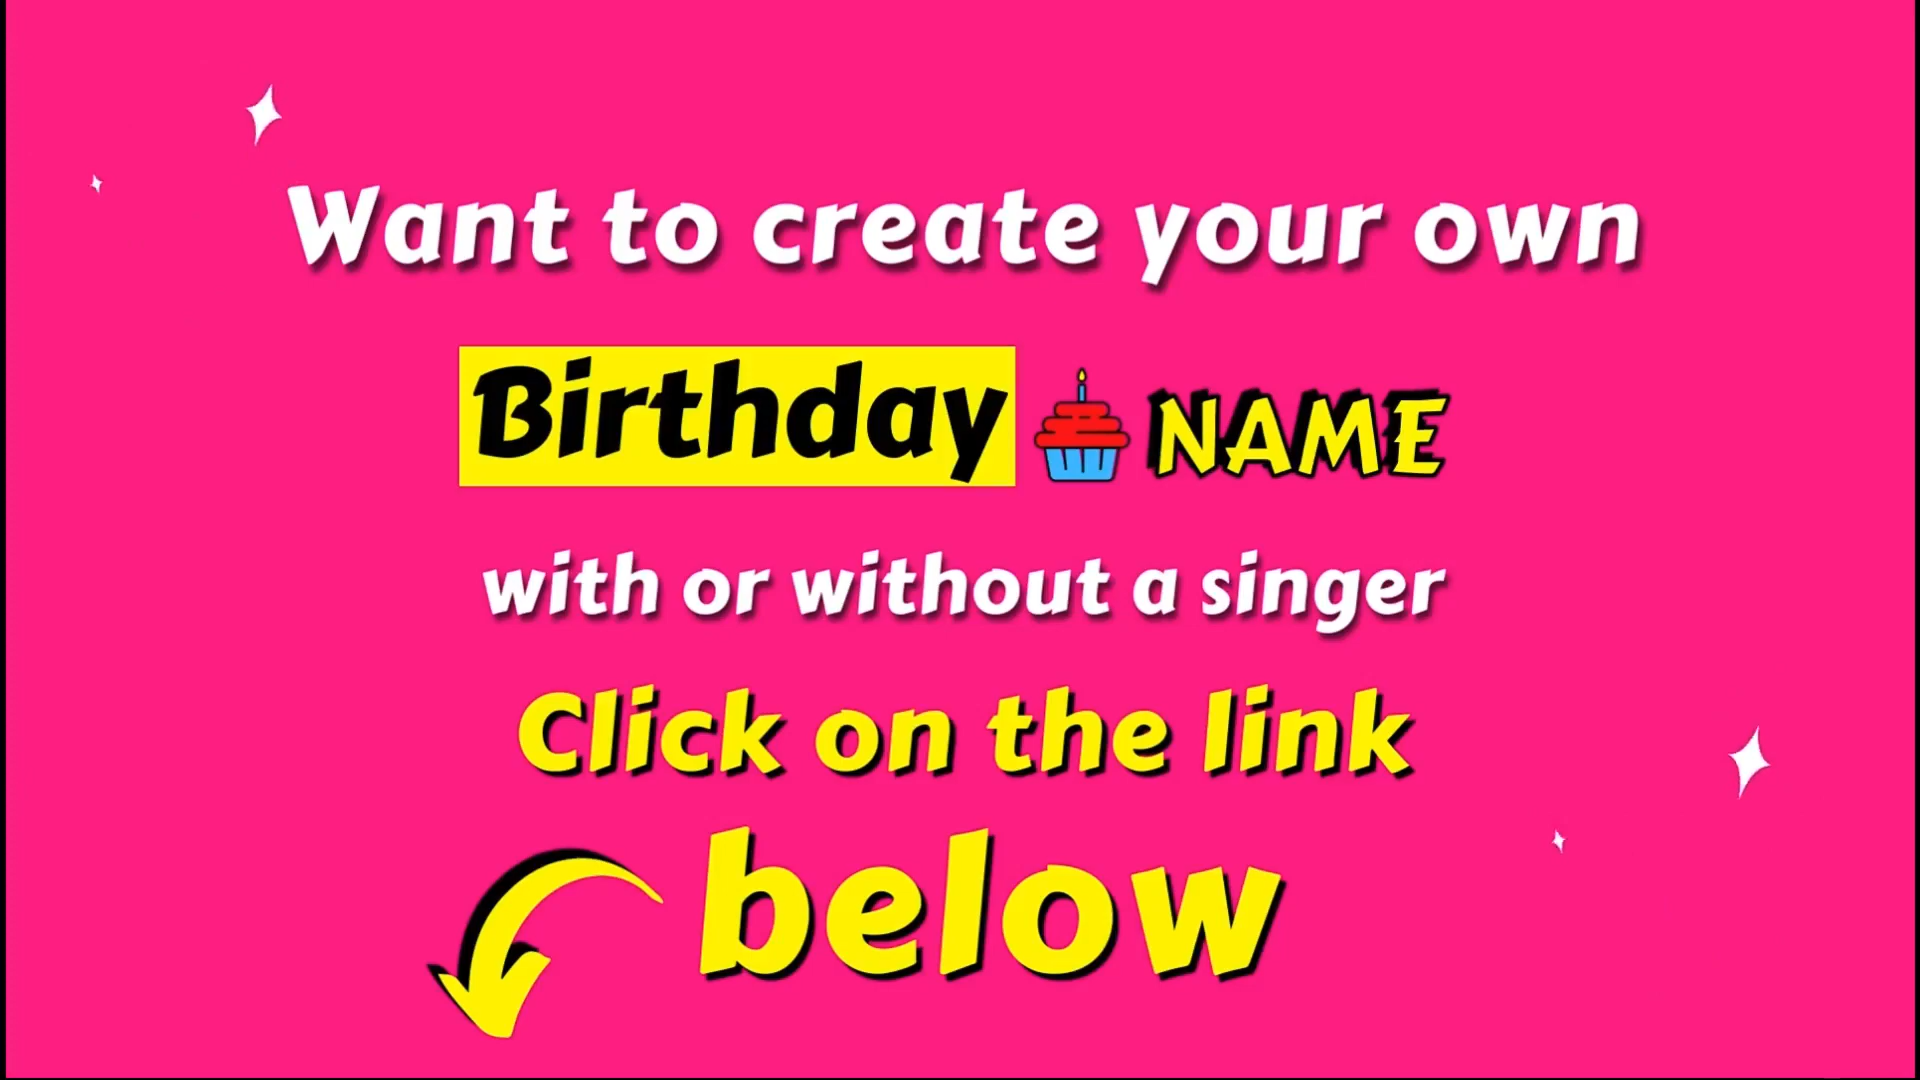 Want to create your own
Birthday NAME
with or without a singer
Click on the link
below